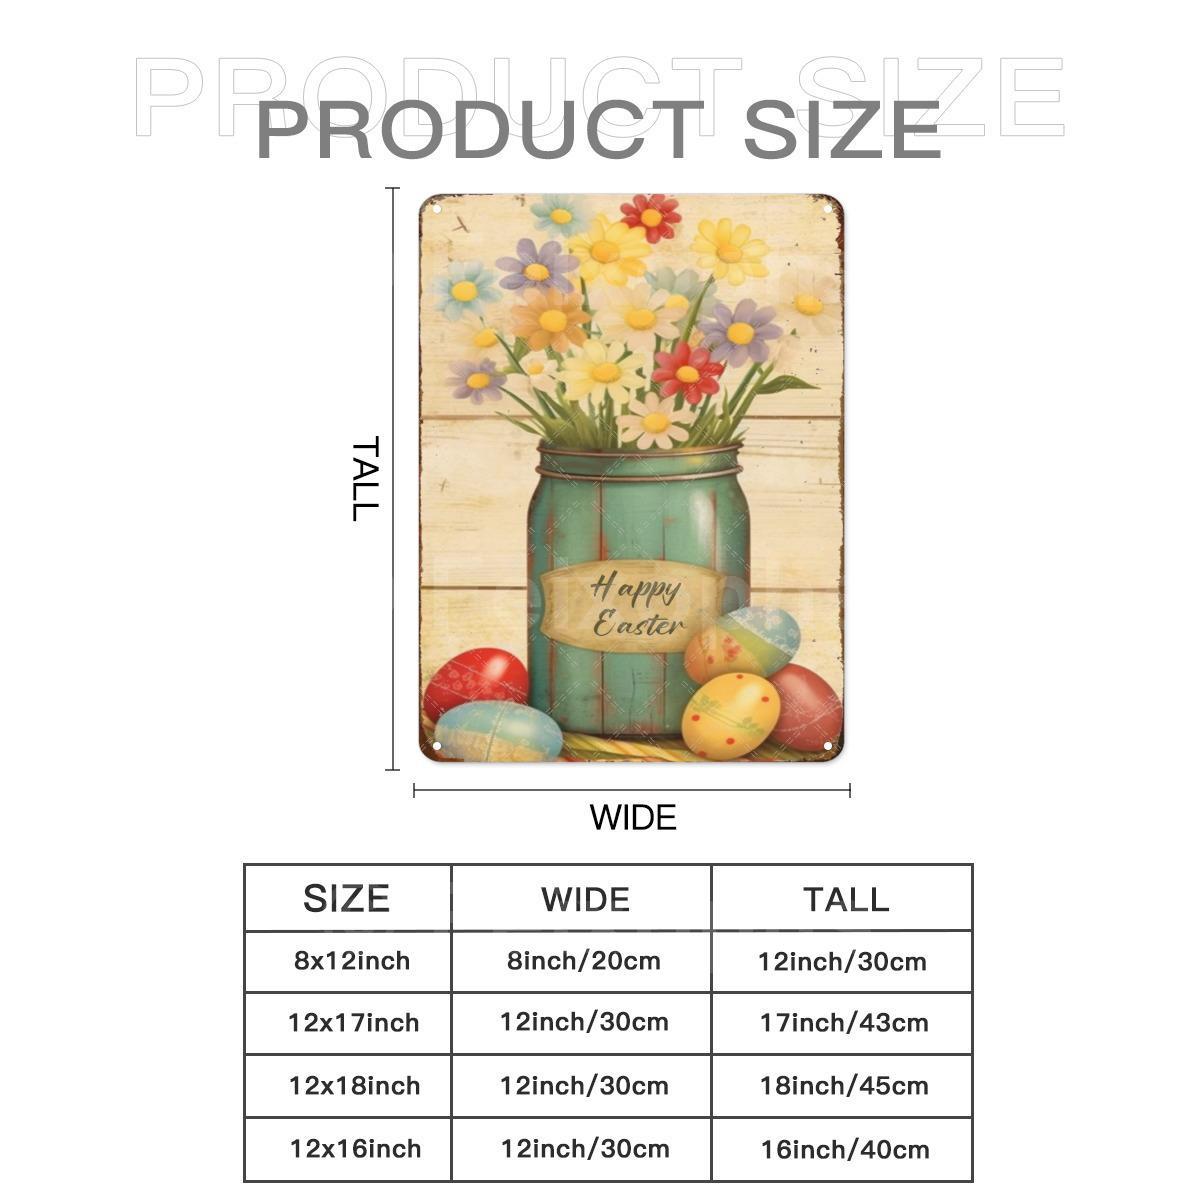 PRODUCT SIZE
PRODUCT SIZE
TALL
Happy
Easter
WIDE
SIZE WIDE TALL
8x12inch 8inch/20cm 12inch/30cm
12x17inch 12inch/30cm 17inch/43cm
12x18inch 12inch/30cm 18inch/45cm
12x16inch 12inch/30cm 16inch/40cm